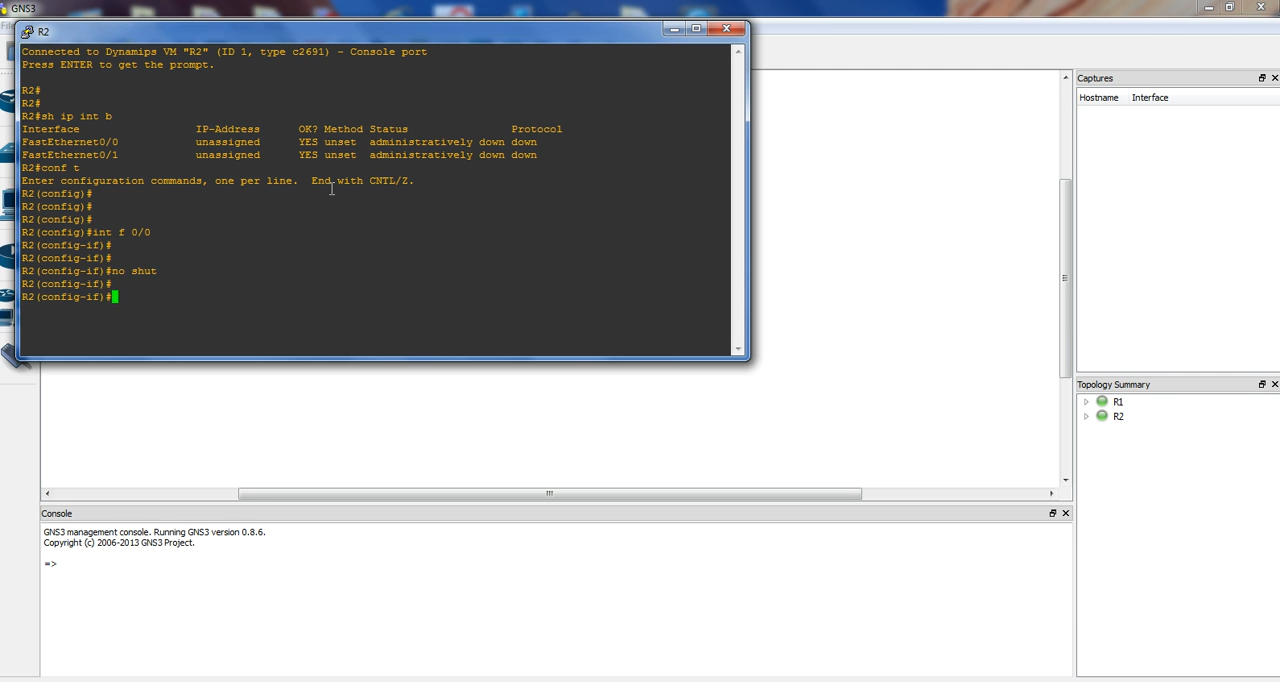 GNS3
File
R2
Connected to Dynamips VM "R2" (ID 1, type c2691) - Console port
Press ENTER to get the prompt.
R2#
R2#
R2#sh ip int b
Interface                  IP-Address      OK? Method Status                Protocol
FastEthernet0/0            unassigned      YES unset  administratively down down
FastEthernet0/1            unassigned      YES unset  administratively down down
R2#conf t
Enter configuration commands, one per line.  End with CNTL/Z.
R2(config)#
R2(config)#
R2(config)#
R2(config)#int f 0/0
R2(config-if)#
R2(config-if)#
R2(config-if)#no shut
R2(config-if)#
R2(config-if)#
Captures
Hostname Interface
Topology Summary
R1
R2
Console
GNS3 management console. Running GNS3 version 0.8.6.
Copyright (c) 2006-2013 GNS3 Project.
=>